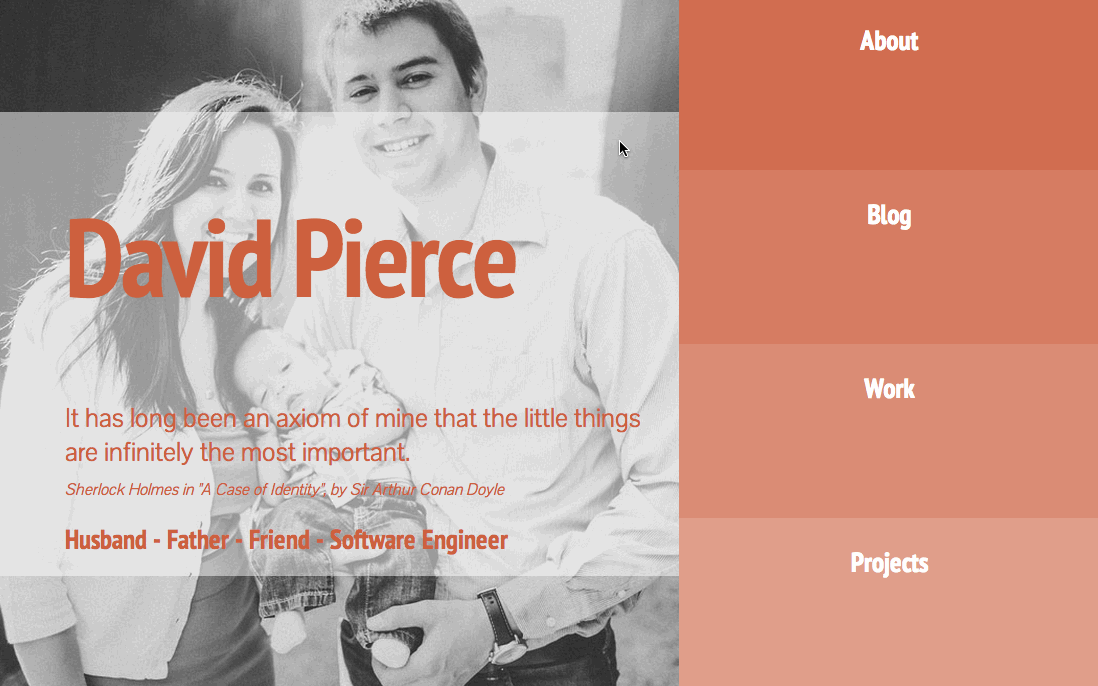 David Pierce
It has long been an axiom of mine that the little things
are infinitely the most important.
Sherlock Holmes in "A Case of Identity", by Sir Arthur Conan Doyle
Husband - Father - Friend - Software Engineer
About
Blog
Work
Projects